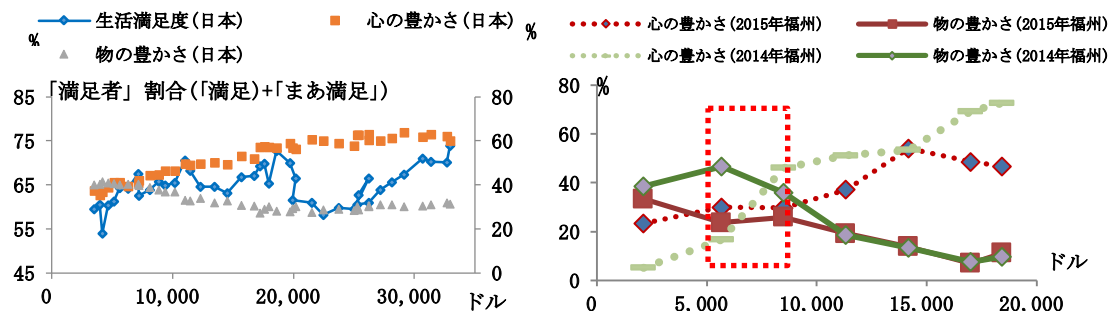 生活満足度(日本)
心の豊かさ(日本)
物の豊かさ(日本)
%
%
「満足者」割合(「満足)+「まあ満足」)
85
75
65
55
45
80
60
40
20
0
0
10,000
20,000
30,000
ドル
心の豊かさ(2015年福州)
物の豊かさ(2015年福州)
心の豊かさ(2014年福州)
物の豊かさ(2014年福州)
%
80
60
40
20
0
0
5,000
10,000
15,000
20,000
ドル